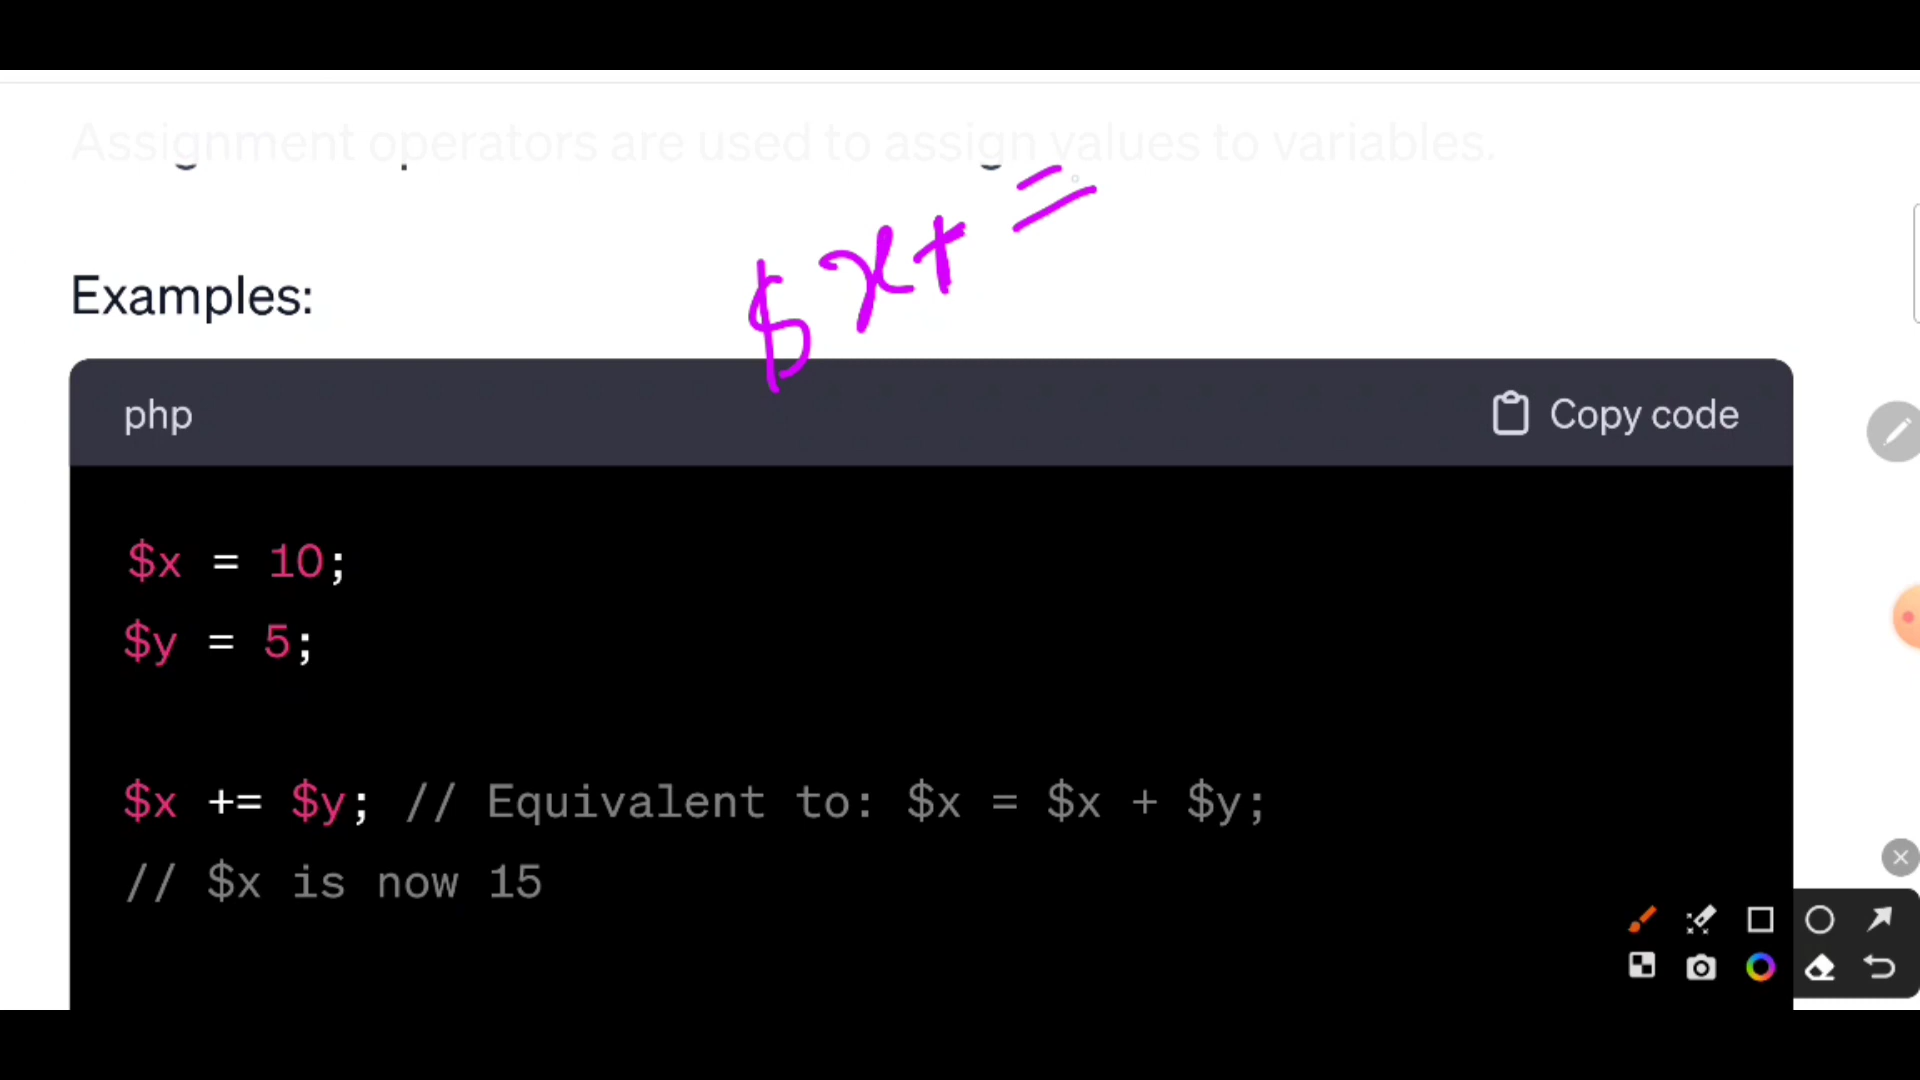 Assignment operators are used to assign values to variables.
$x+=
Examples:
php
Copy code
$x = 10;
$y = 5;
$x += $y; // Equivalent to: $x = $x + $y;
// $x is now 15